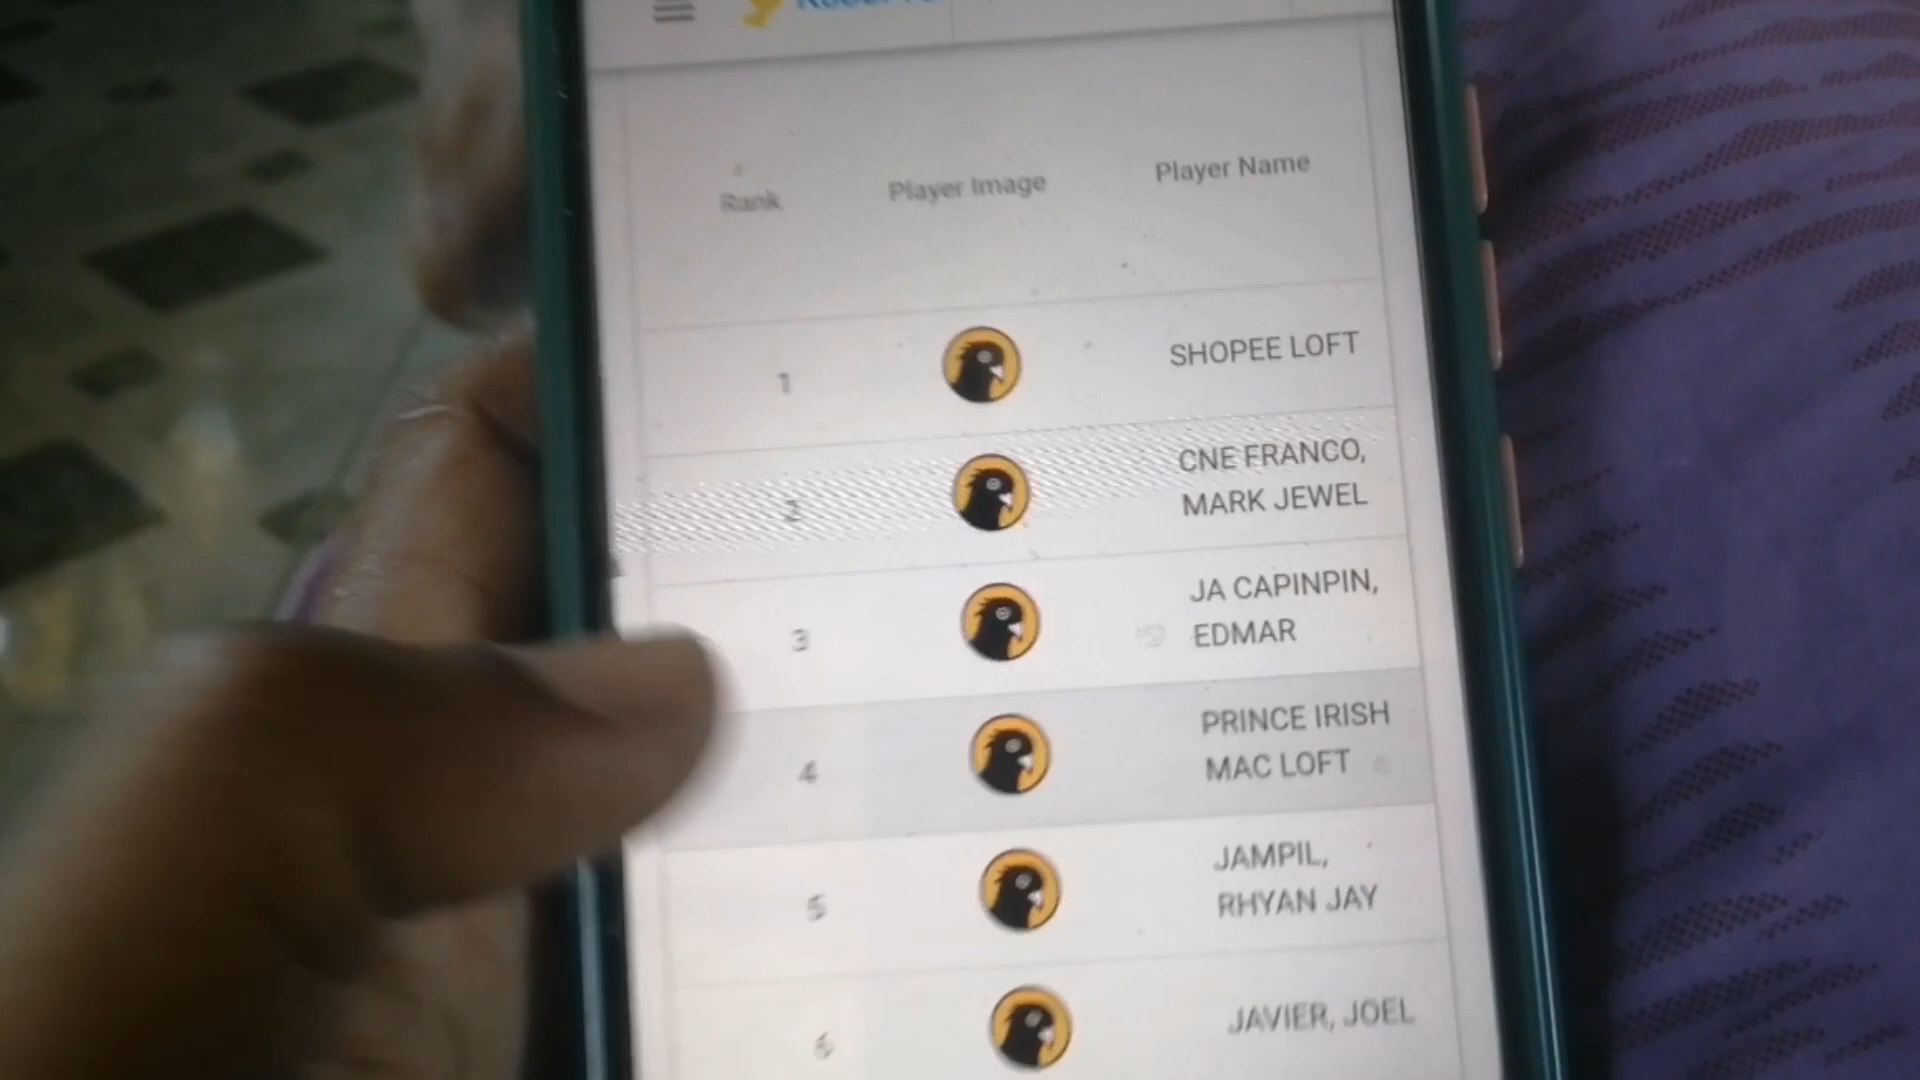 Rank Player Image Player Name
1 SHOPEE LOFT
2 CNE FRANCO,
MARK JEWEL
3 JA CAPINPIN,
EDMAR
4 PRINCE IRISH
MAC LOFT
5 JAMPIL,
RHYAN JAY
6 JAVIER, JOEL